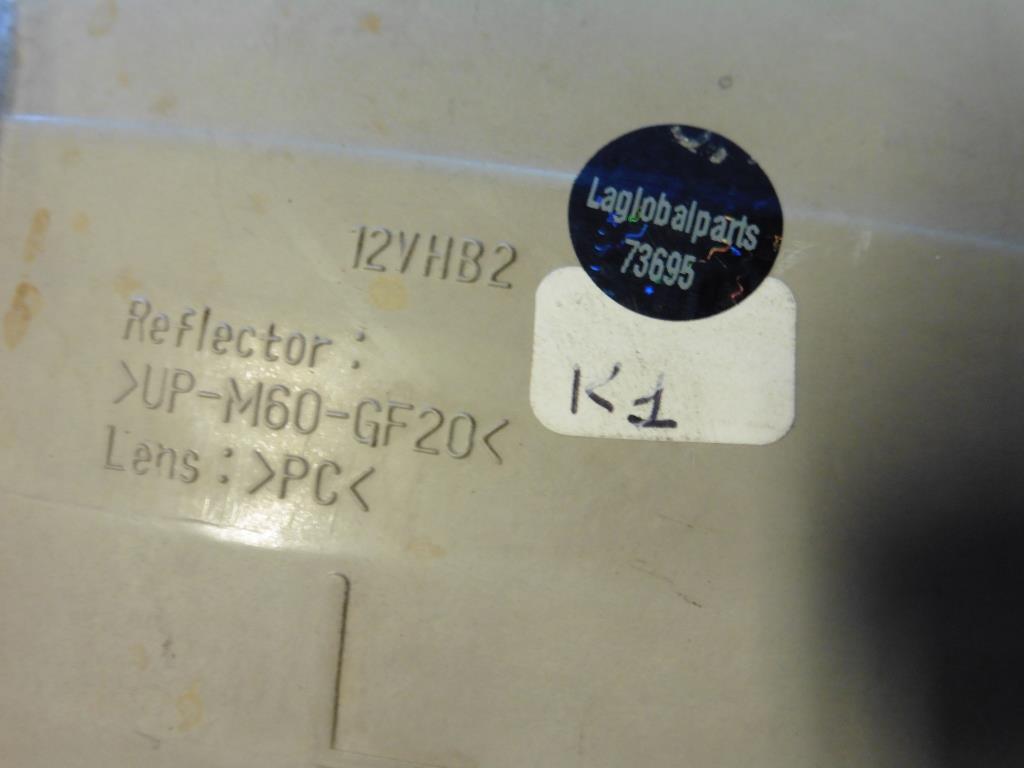 Laglobalparts
73695
12VHB2
K1
Reflector :
>UP-M60-GF20<
Lens : >PC<